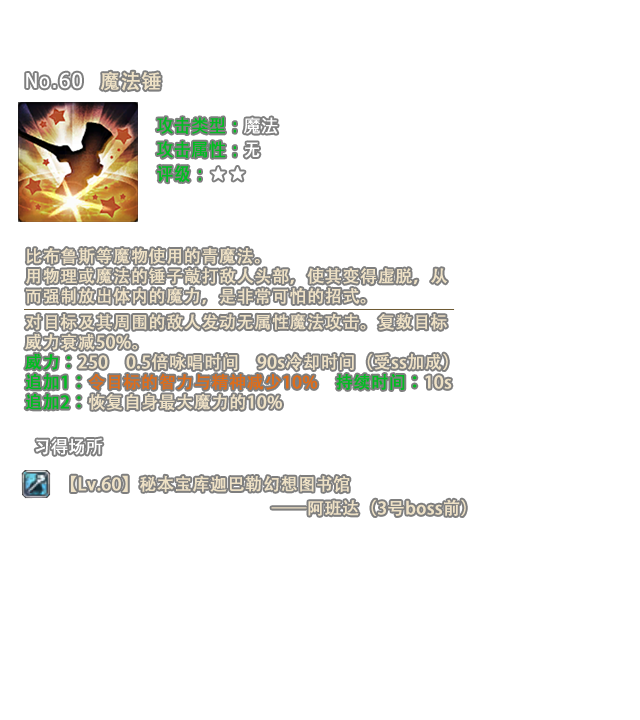 No.60 魔法锤
攻击类型：魔法
攻击属性：无
评级：★★
比布鲁斯等魔物使用的青魔法。
用物理或魔法的锤子敲打敌人头部，使其变得虚脱，从
而强制放出体内的魔力，是非常可怕的招式。
对目标及其周围的敌人发动无属性魔法攻击。复数目标
威力衰减50%。
威力：250 0.5倍咏唱时间 90s冷却时间（受ss加成）
追加1：令目标的智力与精神减少10% 持续时间：10s
追加2：恢复自身最大魔力的10%
习得场所
【Lv.60】秘本宝库迦巴勒幻想图书馆
——阿班达（3号boss前）